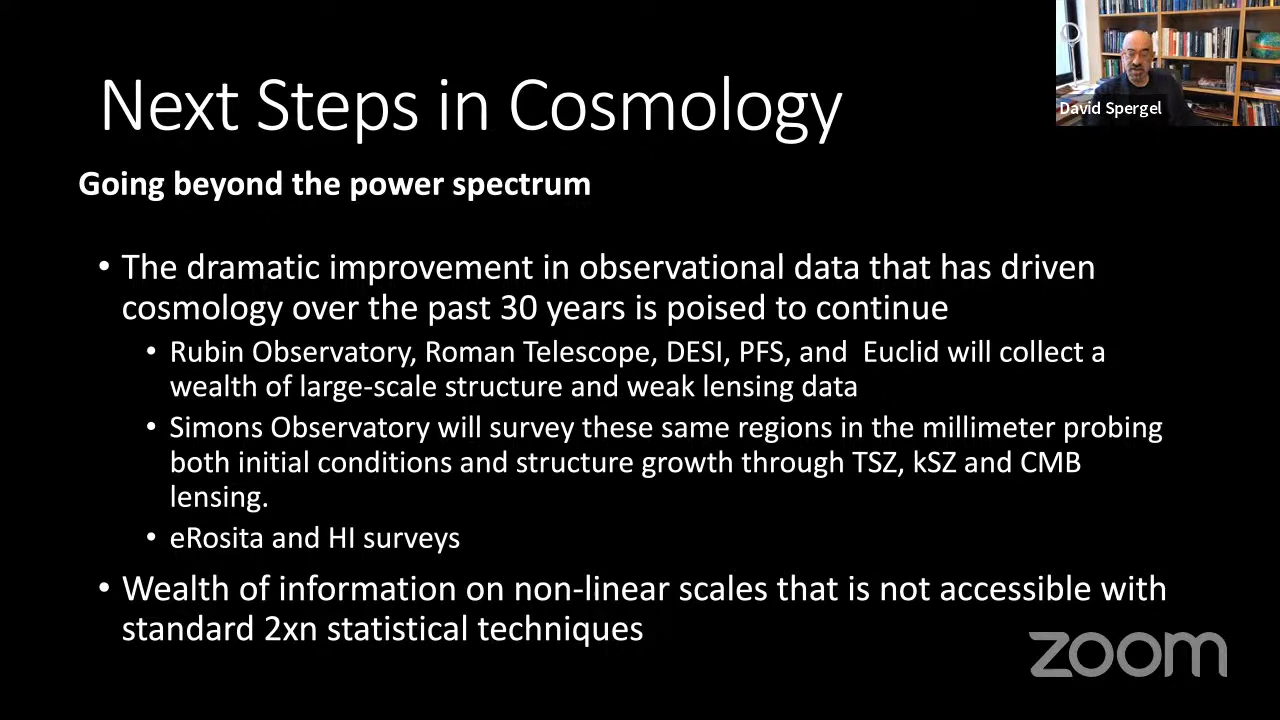 Next Steps in Cosmology
David Spergel
Going beyond the power spectrum
• The dramatic improvement in observational data that has driven
cosmology over the past 30 years is poised to continue
• Rubin Observatory, Roman Telescope, DESI, PFS, and Euclid will collect a
wealth of large-scale structure and weak lensing data
• Simons Observatory will survey these same regions in the millimeter probing
both initial conditions and structure growth through TSZ, kSZ and CMB
lensing.
• eRosita and HI surveys
• Wealth of information on non-linear scales that is not accessible with
standard 2xn statistical techniques
zoom